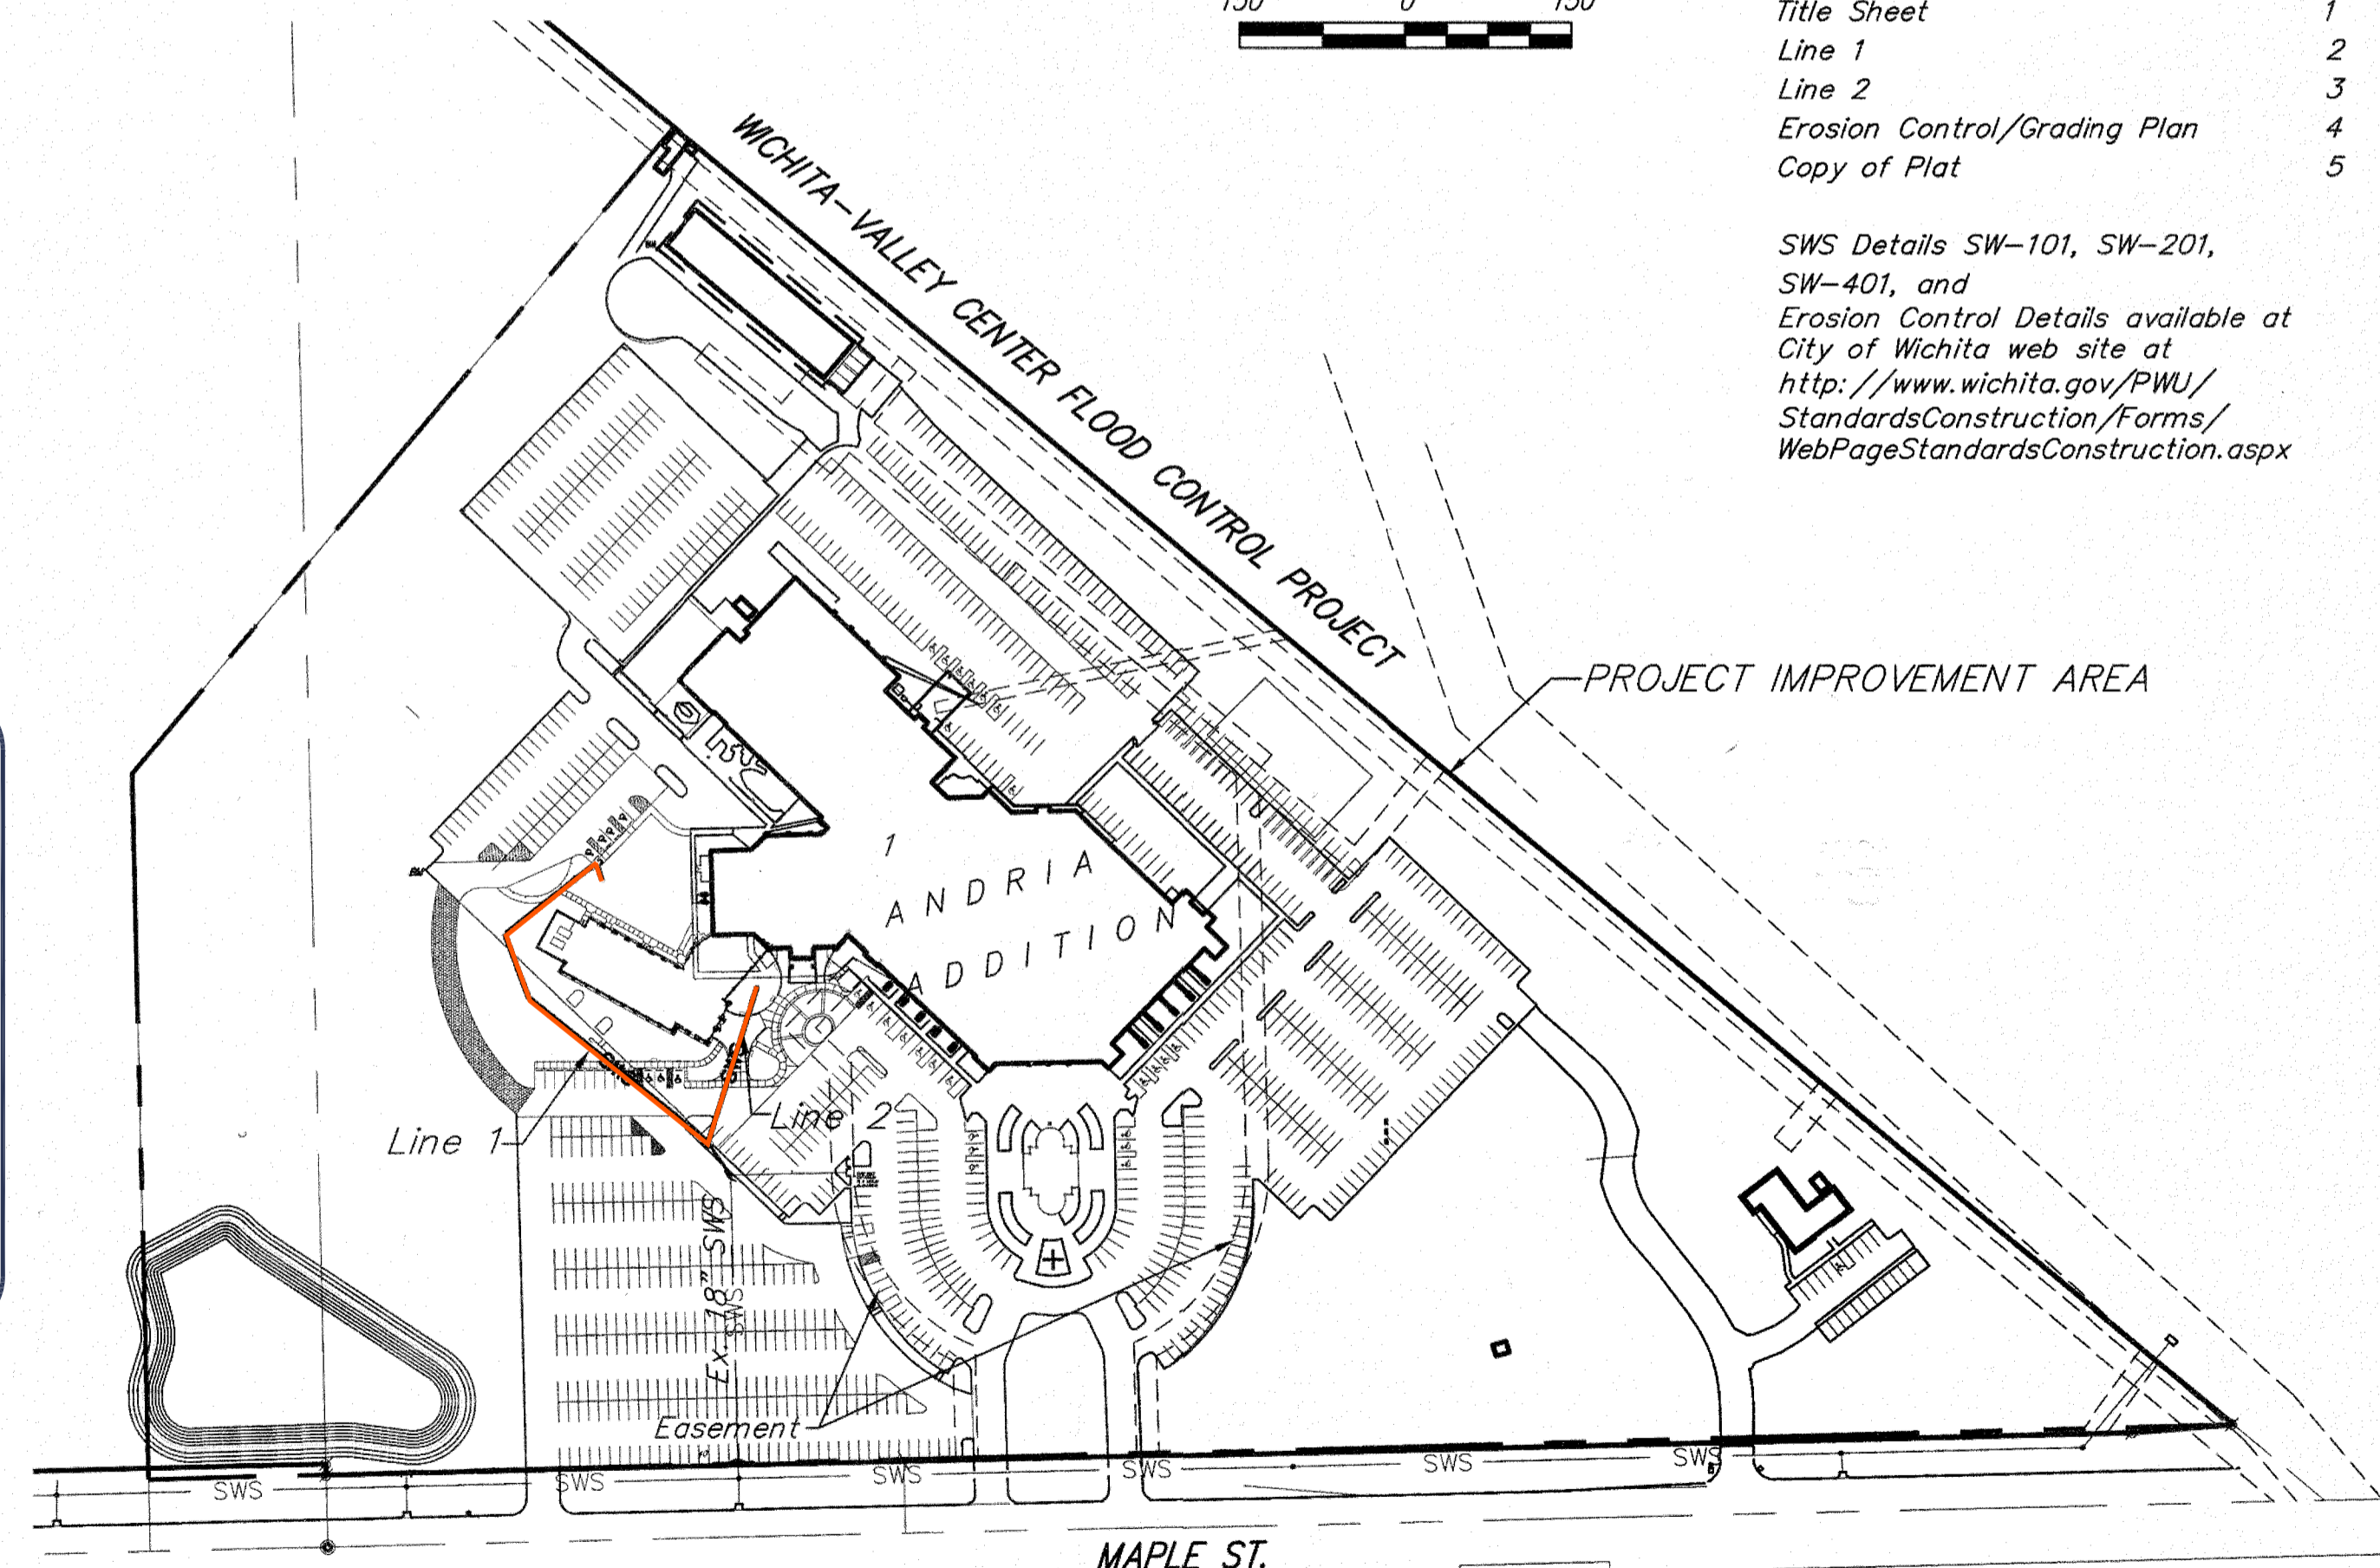 150 0 150
Title Sheet 1
Line 1 2
Line 2 3
Erosion Control/Grading Plan 4
Copy of Plat 5
SWS Details SW-101, SW-201,
SW-401, and
Erosion Control Details available at
City of Wichita web site at
http://www.wichita.gov/PWU/
StandardsConstruction/Forms/
WebPageStandardsConstruction.aspx
WICHITA-VALLEY CENTER FLOOD CONTROL PROJECT
PROJECT IMPROVEMENT AREA
1
ANDRIA
ADDITION
Line 1
Line 2
Ex. 18" SWS
SWS
Easement
SWS
SWS
SWS
SWS
SWS
SWS
MAPLE ST.